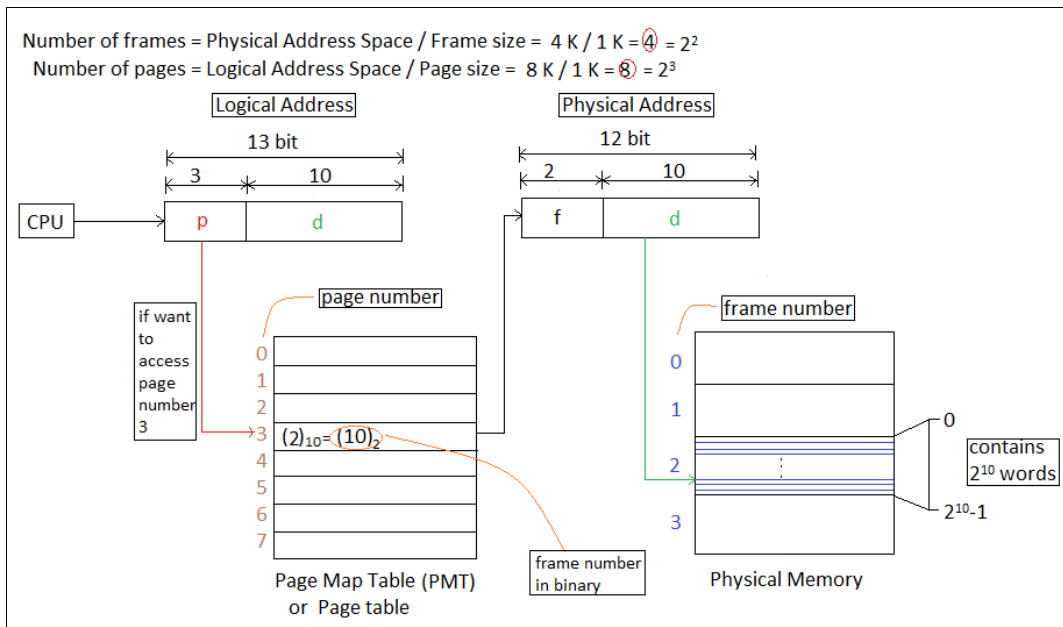 Number of frames = Physical Address Space / Frame size = 4 K / 1 K = 4 = 2²
Number of pages = Logical Address Space / Page size = 8 K / 1 K = 8 = 2³
Logical Address
Physical Address
13 bit
12 bit
3
10
2
10
CPU
p
d
f
d
if want
to
access
page
number
3
page number
frame number
0
1
2
3
4
5
6
7
(2)₁₀ = (10)₂
0
1
2
3
0
contains
2¹⁰ words
2¹⁰-1
frame number
in binary
Page Map Table (PMT)
or Page table
Physical Memory